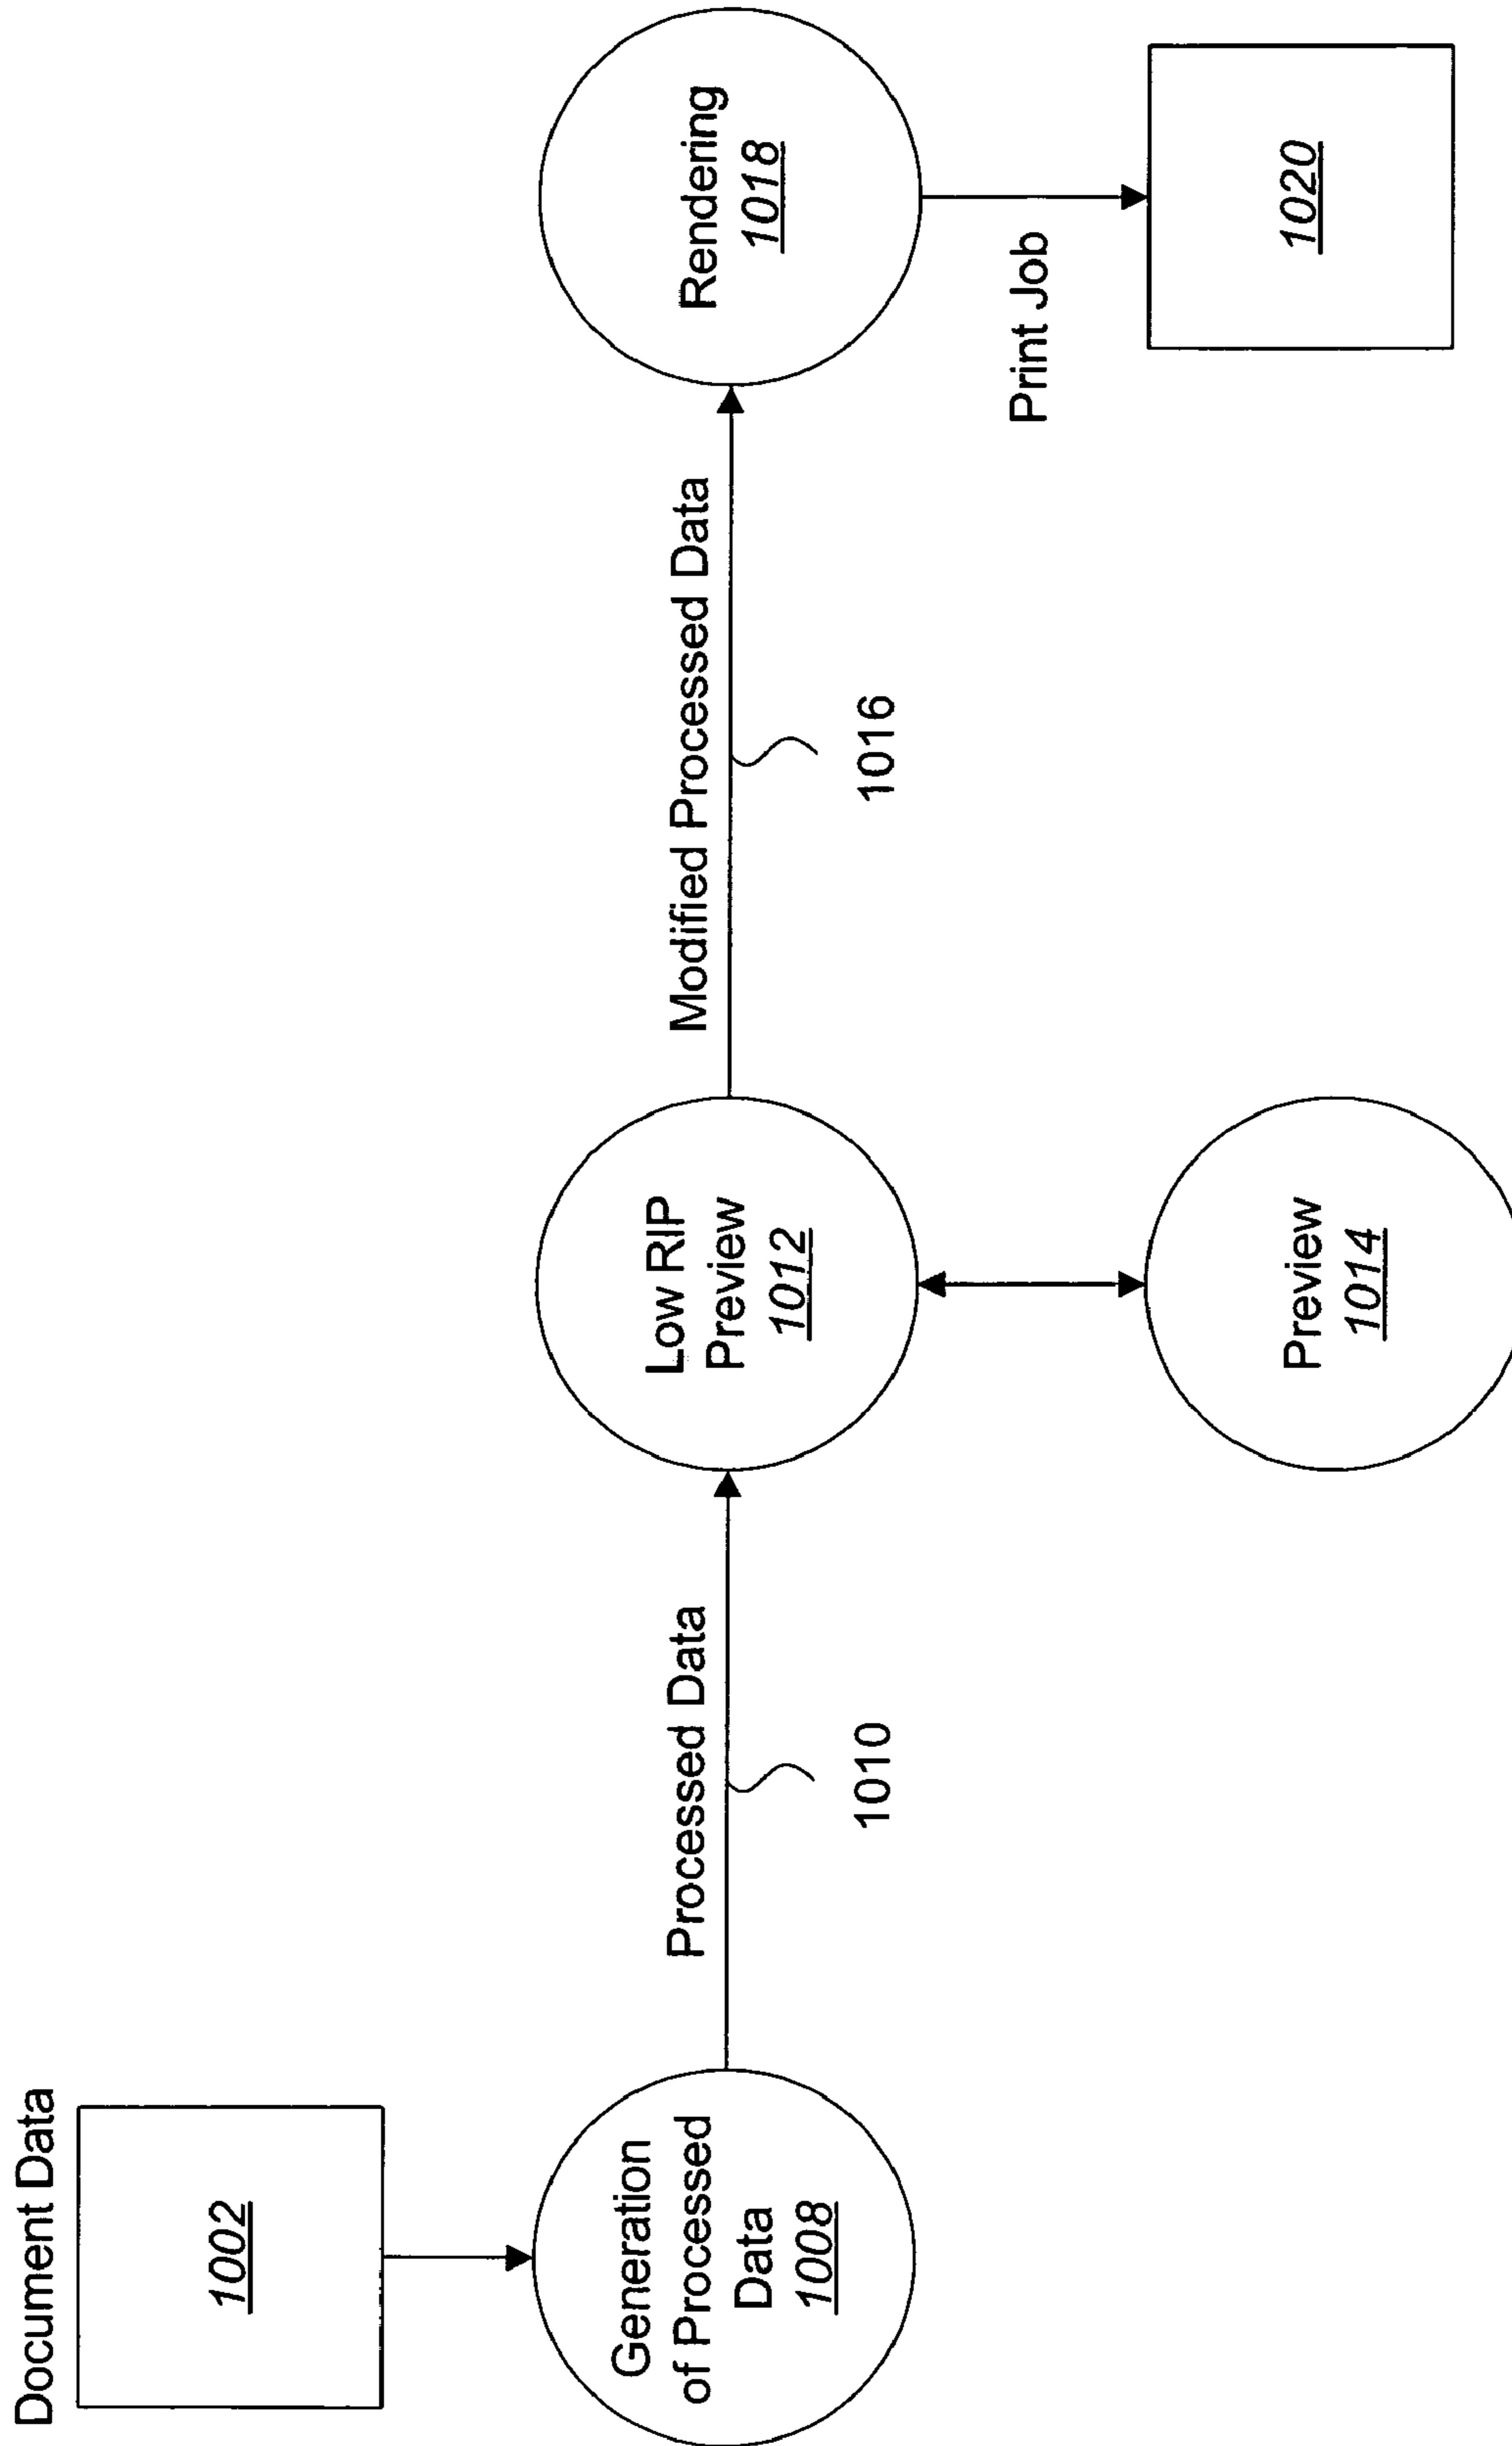 Document Data
1002
Generation
of Processed
Data
1008
Processed Data
1010
Low RIP
Preview
1012
Preview
1014
Modified Processed Data
1016
Rendering
1018
Print Job
1020